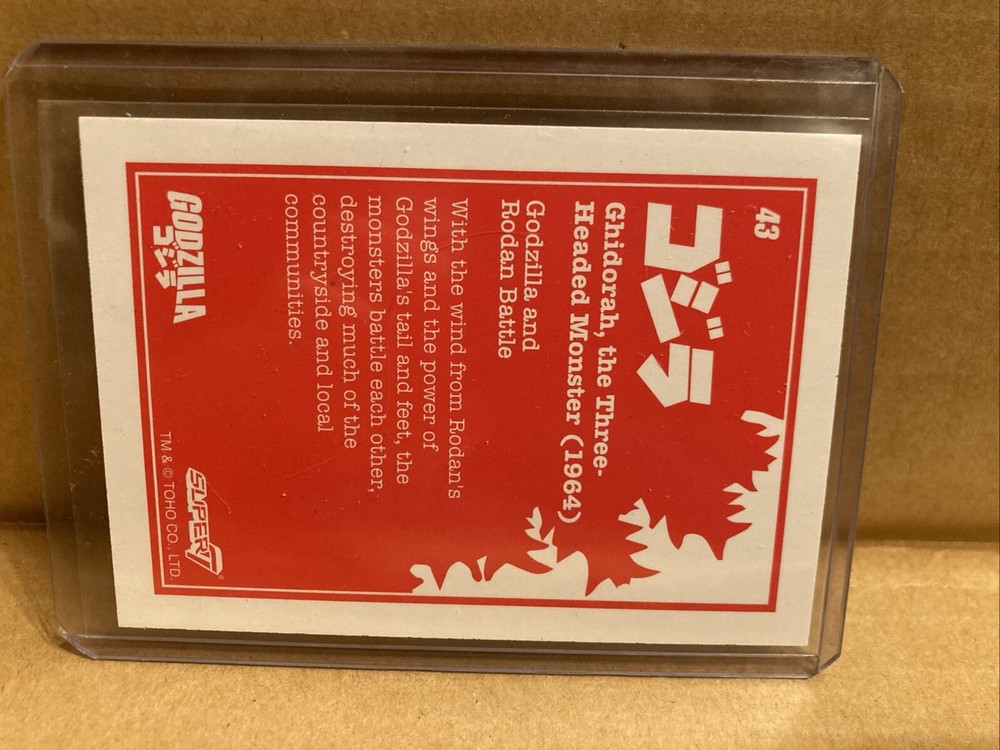 43
ゴジラ
Ghidorah, the Three-
Headed Monster (1964)
Godzilla and
Rodan Battle
With the wind from Rodan's
wings and the power of
Godzilla's tail and feet, the
monsters battle each other,
destroying much of the
countryside and local
communities.
GODZILLA
ゴジラ
SUPER7®
TM & © TOHO CO., LTD.